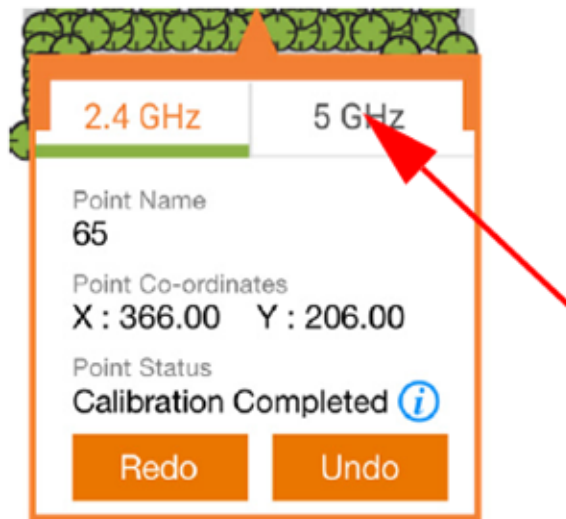 2.4 GHz 5 GHz
Point Name
65
Point Co-ordinates
X : 366.00 Y : 206.00
Point Status
Calibration Completed i
Redo Undo